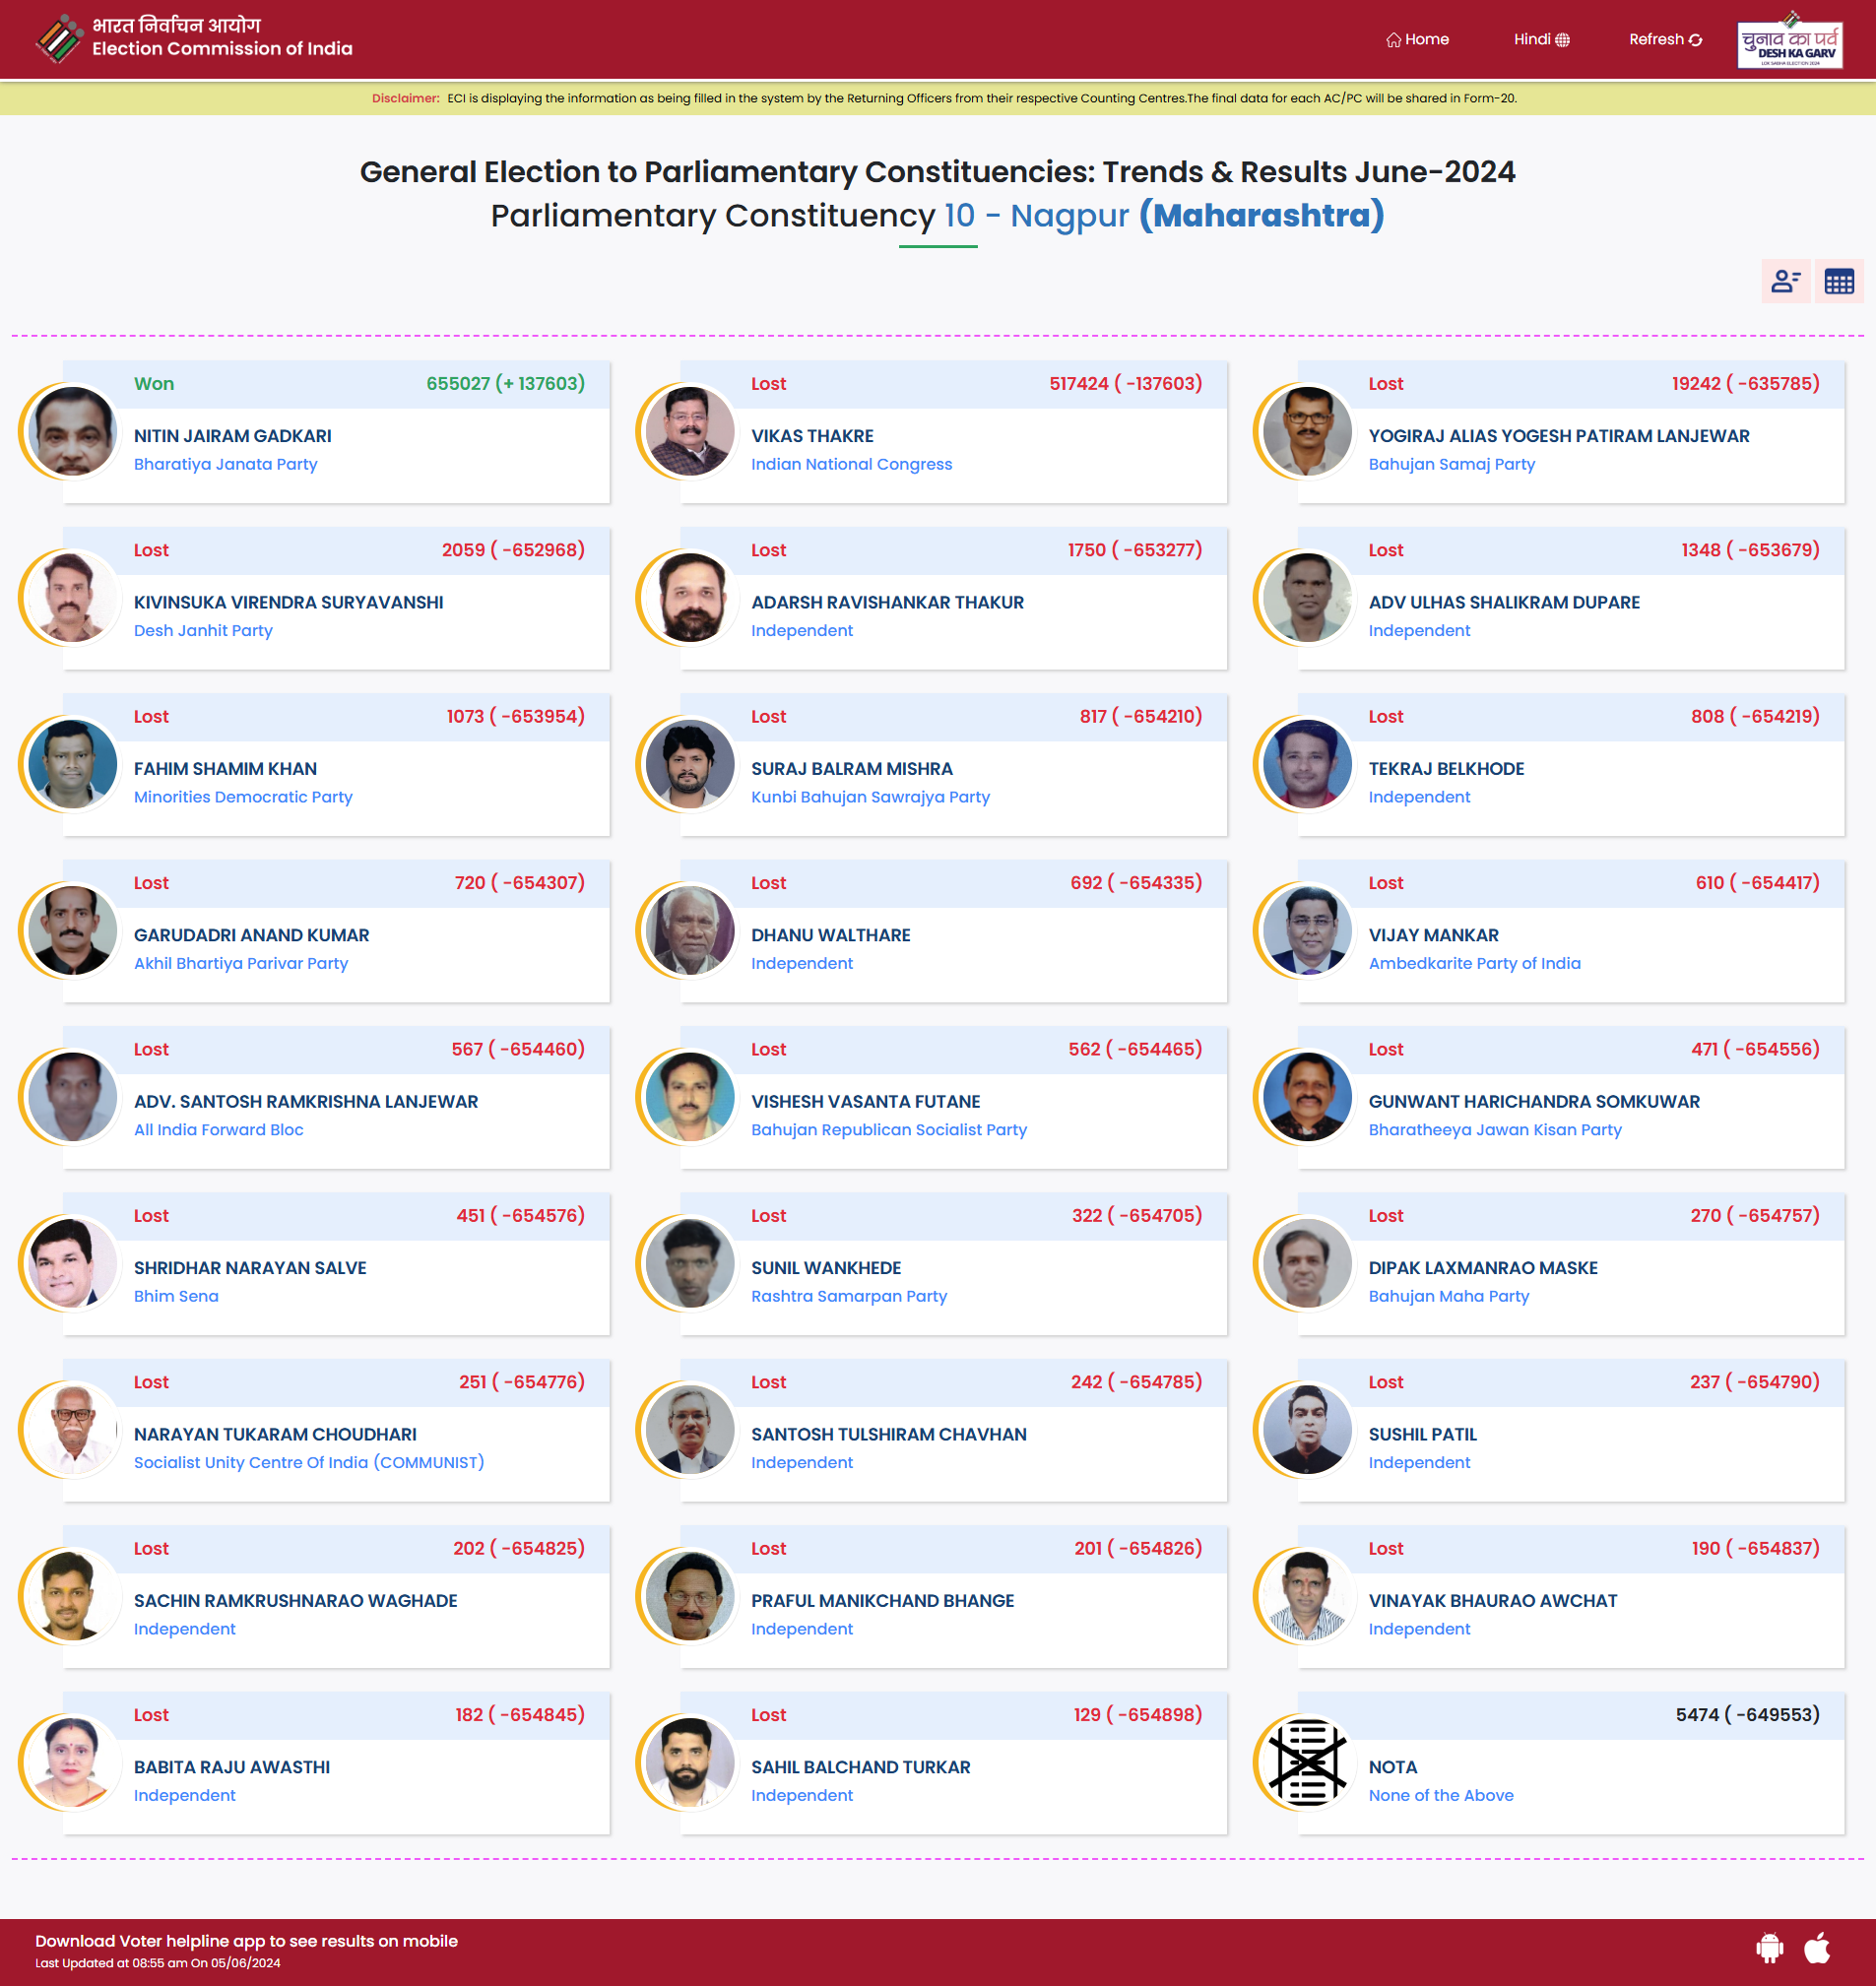 भारत निर्वाचन आयोग
Election Commission of India
Home
Hindi
Refresh
चुनाव का पर्व
DESH KA GARV
LOK SABHA ELECTION 2024
Disclaimer: ECI is displaying the information as being filled in the system by the Returning Officers from their respective Counting Centres.The final data for each AC/PC will be shared in Form-20.
General Election to Parliamentary Constituencies: Trends & Results June-2024
Parliamentary Constituency 10 - Nagpur (Maharashtra)
Won 655027 (+ 137603)
NITIN JAIRAM GADKARI
Bharatiya Janata Party
Lost 517424 ( -137603)
VIKAS THAKRE
Indian National Congress
Lost 19242 ( -635785)
YOGIRAJ ALIAS YOGESH PATIRAM LANJEWAR
Bahujan Samaj Party
Lost 2059 ( -652968)
KIVINSUKA VIRENDRA SURYAVANSHI
Desh Janhit Party
Lost 1750 ( -653277)
ADARSH RAVISHANKAR THAKUR
Independent
Lost 1348 ( -653679)
ADV ULHAS SHALIKRAM DUPARE
Independent
Lost 1073 ( -653954)
FAHIM SHAMIM KHAN
Minorities Democratic Party
Lost 817 ( -654210)
SURAJ BALRAM MISHRA
Kunbi Bahujan Sawrajya Party
Lost 808 ( -654219)
TEKRAJ BELKHODE
Independent
Lost 720 ( -654307)
GARUDADRI ANAND KUMAR
Akhil Bhartiya Parivar Party
Lost 692 ( -654335)
DHANU WALTHARE
Independent
Lost 610 ( -654417)
VIJAY MANKAR
Ambedkarite Party of India
Lost 567 ( -654460)
ADV. SANTOSH RAMKRISHNA LANJEWAR
All India Forward Bloc
Lost 562 ( -654465)
VISHESH VASANTA FUTANE
Bahujan Republican Socialist Party
Lost 471 ( -654556)
GUNWANT HARICHANDRA SOMKUWAR
Bharatheeya Jawan Kisan Party
Lost 451 ( -654576)
SHRIDHAR NARAYAN SALVE
Bhim Sena
Lost 322 ( -654705)
SUNIL WANKHEDE
Rashtra Samarpan Party
Lost 270 ( -654757)
DIPAK LAXMANRAO MASKE
Bahujan Maha Party
Lost 251 ( -654776)
NARAYAN TUKARAM CHOUDHARI
Socialist Unity Centre Of India (COMMUNIST)
Lost 242 ( -654785)
SANTOSH TULSHIRAM CHAVHAN
Independent
Lost 237 ( -654790)
SUSHIL PATIL
Independent
Lost 202 ( -654825)
SACHIN RAMKRUSHNARAO WAGHADE
Independent
Lost 201 ( -654826)
PRAFUL MANIKCHAND BHANGE
Independent
Lost 190 ( -654837)
VINAYAK BHAURAO AWCHAT
Independent
Lost 182 ( -654845)
BABITA RAJU AWASTHI
Independent
Lost 129 ( -654898)
SAHIL BALCHAND TURKAR
Independent
5474 ( -649553)
NOTA
None of the Above
Download Voter helpline app to see results on mobile
Last Updated at 08:55 am On 05/06/2024